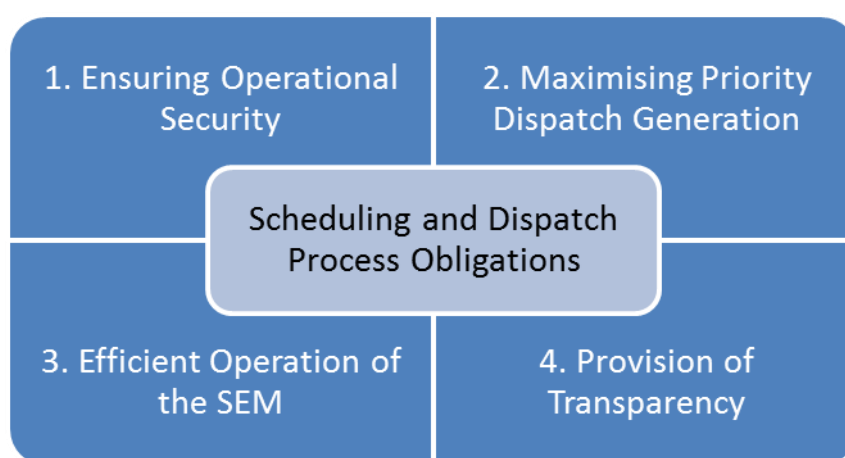 1. Ensuring Operational
Security
2. Maximising Priority
Dispatch Generation
Scheduling and Dispatch
Process Obligations
3. Efficient Operation of
the SEM
4. Provision of
Transparency